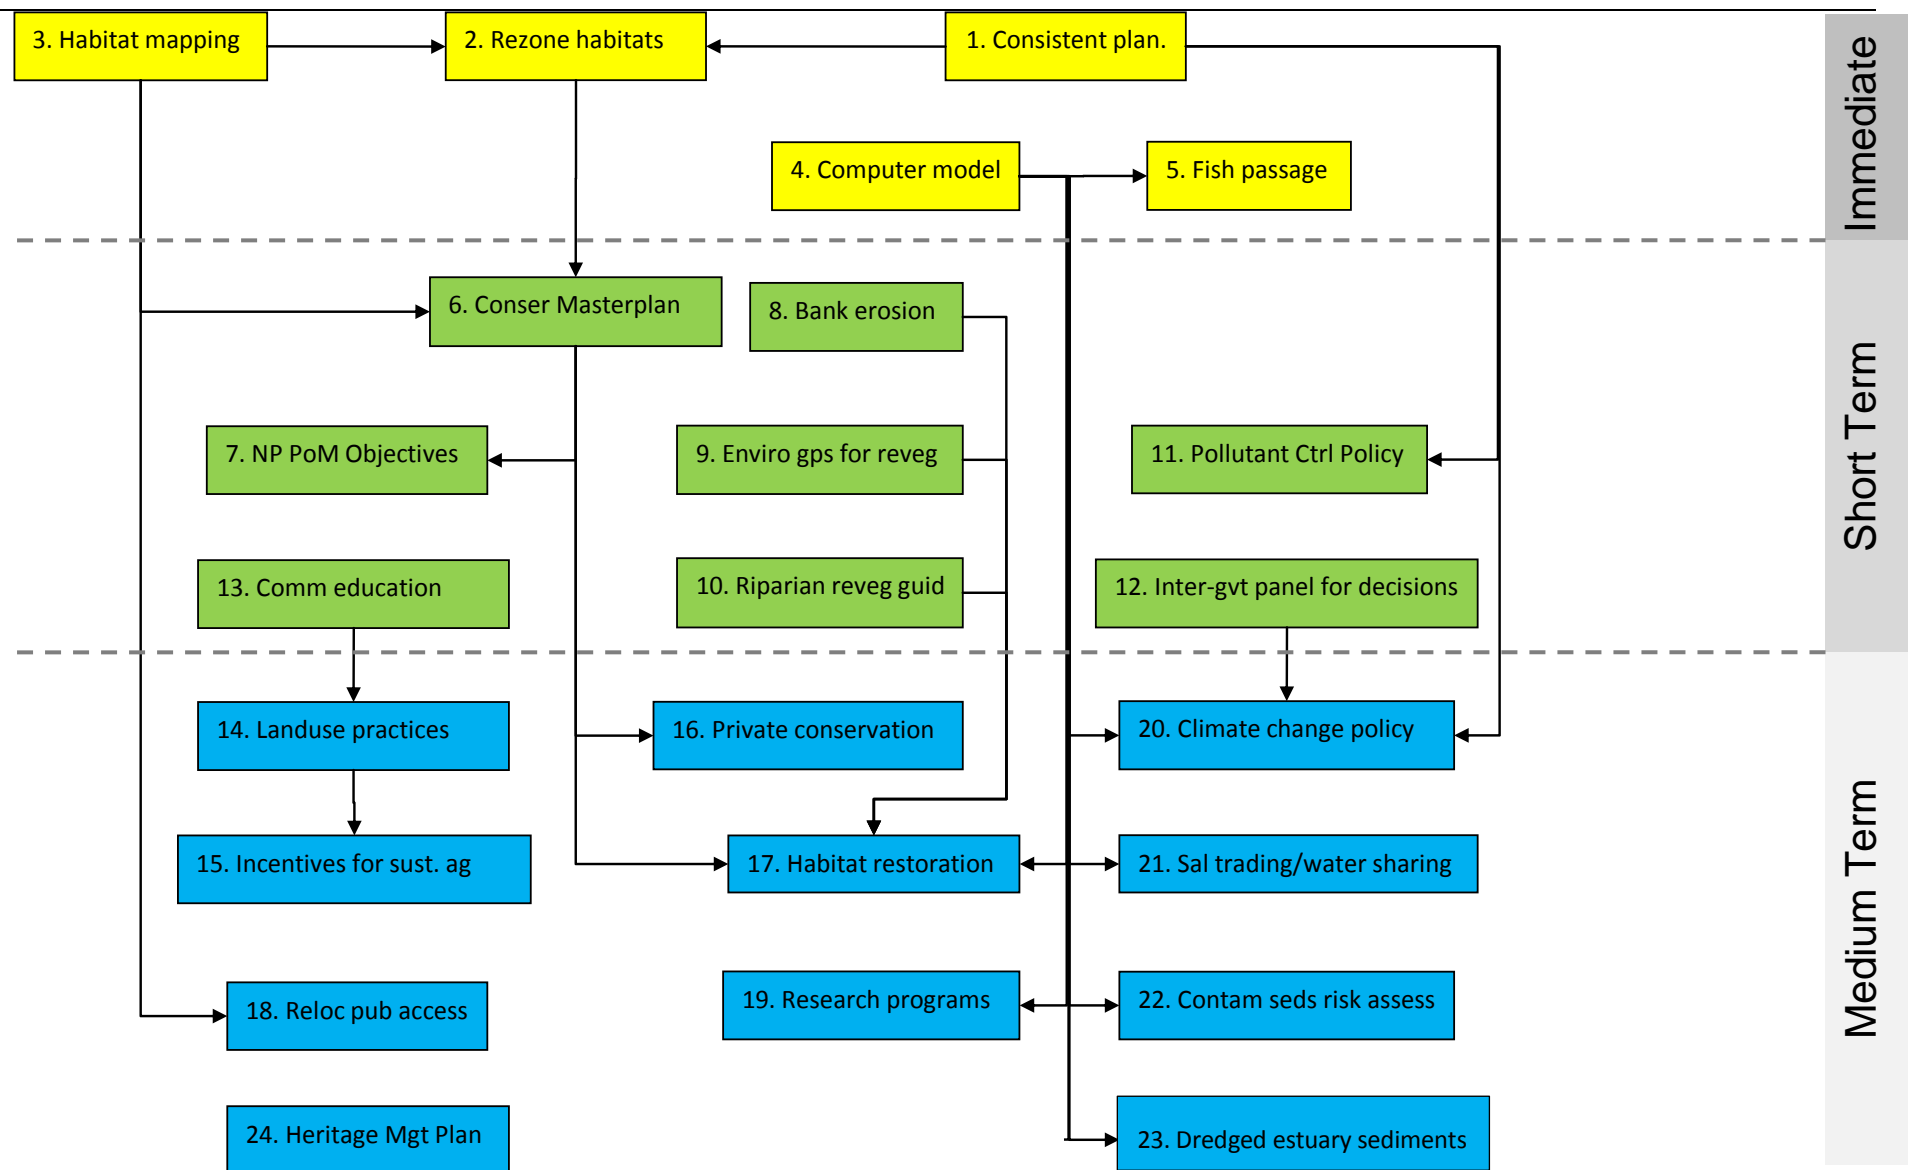 3. Habitat mapping
2. Rezone habitats
1. Consistent plan.
Immediate
4. Computer model
5. Fish passage
6. Conser Masterplan
8. Bank erosion
Short Term
7. NP PoM Objectives
9. Enviro gps for reveg
11. Pollutant Ctrl Policy
13. Comm education
10. Riparian reveg guid
12. Inter-gvt panel for decisions
14. Landuse practices
16. Private conservation
20. Climate change policy
Medium Term
15. Incentives for sust. ag
17. Habitat restoration
21. Sal trading/water sharing
18. Reloc pub access
19. Research programs
22. Contam seds risk assess
24. Heritage Mgt Plan
23. Dredged estuary sediments